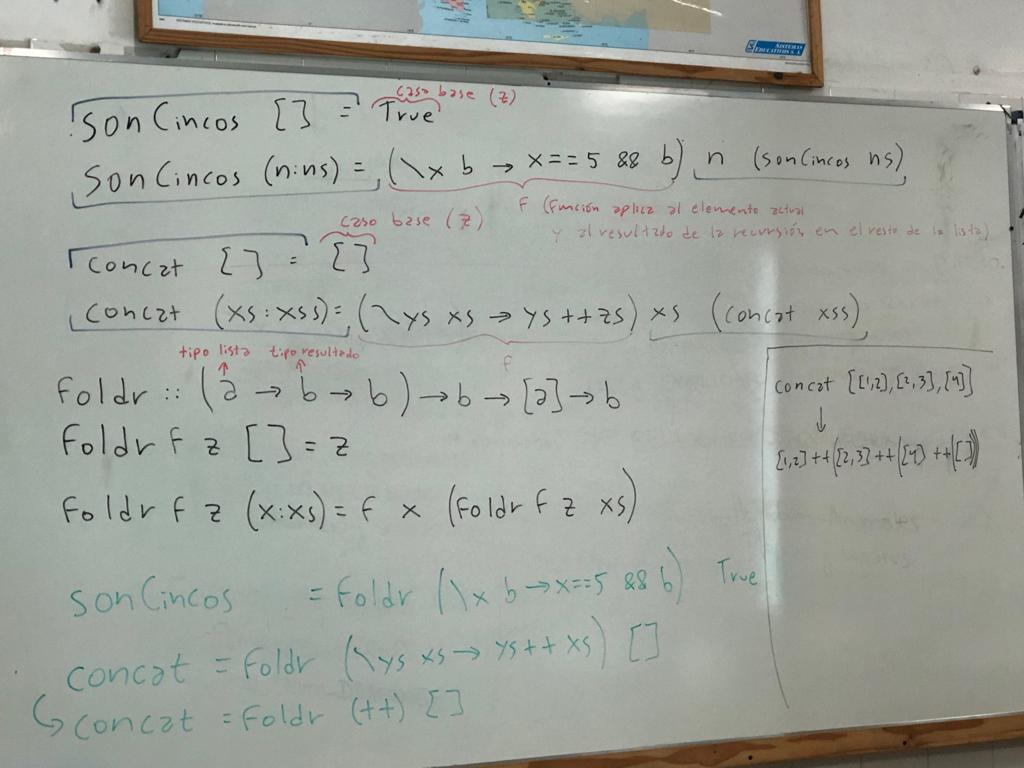 SISTEMAS EDUCATIVOS S.A.
caso base (z)
sonCincos [] = True
sonCincos (n:ns) = (\x b → x==5 && b) n (sonCincos ns)
f (función aplica al elemento actual
y al resultado de la recursión en el resto de la lista)
caso base (z)
concat [] = []
concat (xs:xss) = (\ys xs → ys ++ zs) xs (concat xss)
f
tipo lista tipo resultado
foldr :: (a → b → b) → b → [a] → b
foldr f z [] = z
foldr f z (x:xs) = f x (foldr f z xs)
concat [[1,2],[2,3],[4]]
↓
[1,2]++([2,3]++([4]++([])))
sonCincos = foldr (\x b → x==5 && b) True
concat = foldr (\ys xs → ys ++ xs) []
concat = foldr (++) []